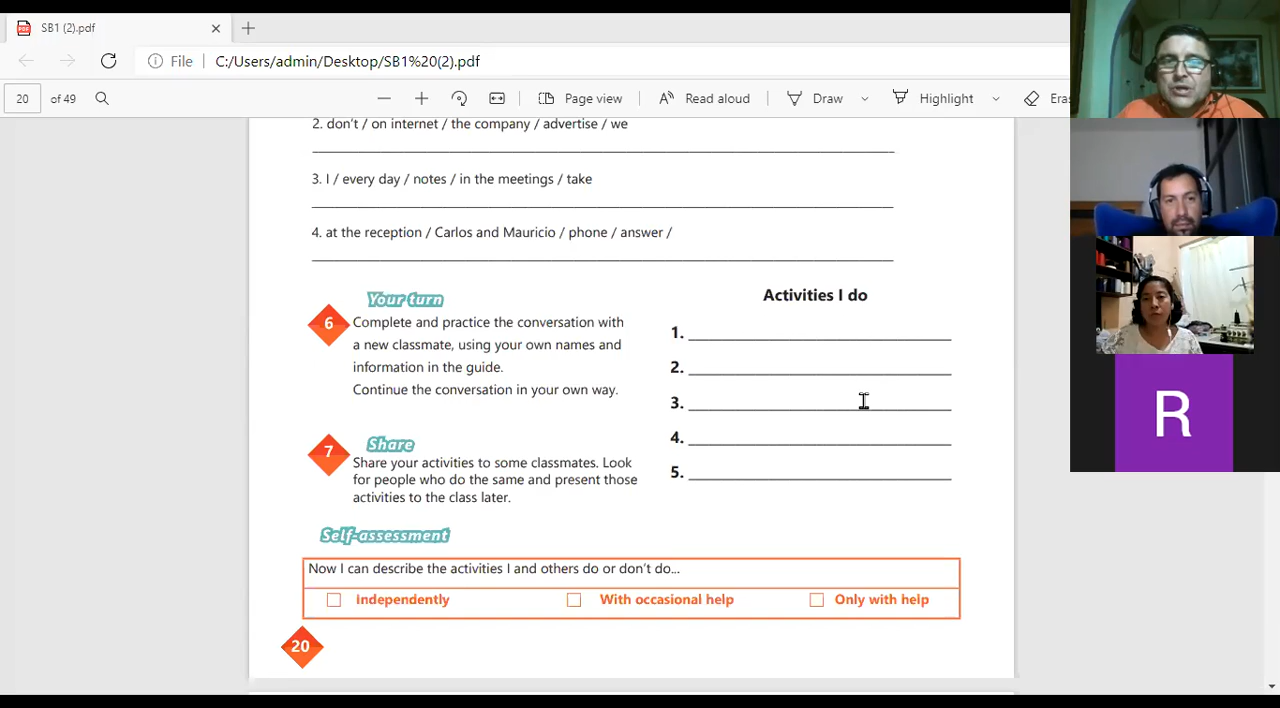 SB1 (2).pdf
File
C:/Users/admin/Desktop/SB1%20(2).pdf
20 of 49
Page view
Read aloud
Draw
Highlight
Eras
2. don't / on internet / the company / advertise / we
3. I / every day / notes / in the meetings / take
4. at the reception / Carlos and Mauricio / phone / answer /
6
Your turn
Complete and practice the conversation with
a new classmate, using your own names and
information in the guide.
Continue the conversation in your own way.
7
Share
Share your activities to some classmates. Look
for people who do the same and present those
activities to the class later.
Activities I do
1.
2.
3.
4.
5.
Self-assessment
Now I can describe the activities I and others do or don't do...
Independently
With occasional help
Only with help
20
R